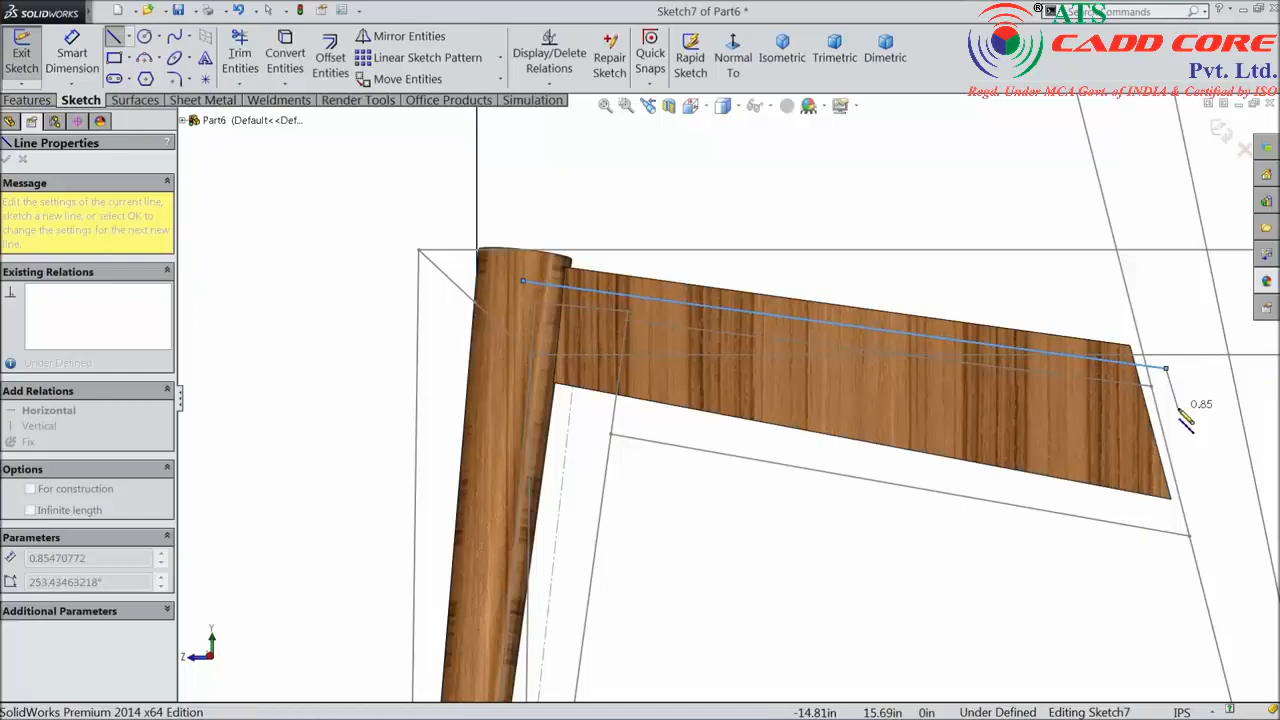 SOLIDWORKS
Sketch7 of Part6 *
Commands
ATS
CADD CORE
Pvt. Ltd.
Regd. Under MCA Govt. of INDIA & Certified by ISO
Exit Sketch
Smart Dimension
Trim Entities
Convert Entities
Offset Entities
Mirror Entities
Linear Sketch Pattern
Move Entities
Display/Delete Relations
Repair Sketch
Quick Snaps
Rapid Sketch
Normal To
Isometric
Trimetric
Dimetric
Features
Sketch
Surfaces
Sheet Metal
Weldments
Render Tools
Office Products
Simulation
Part6 (Default<<Def...
Line Properties
?
Message
Edit the settings of the current line,
sketch a new line, or select OK to
change the settings for the next new
line.
Existing Relations
Under Defined
Add Relations
Horizontal
Vertical
Fix
Options
For construction
Infinite length
Parameters
0.85470772
253.43463218°
Additional Parameters
0.85
Y
Z
SolidWorks Premium 2014 x64 Edition
-14.81in
15.69in
0in
Under Defined
Editing Sketch7
IPS